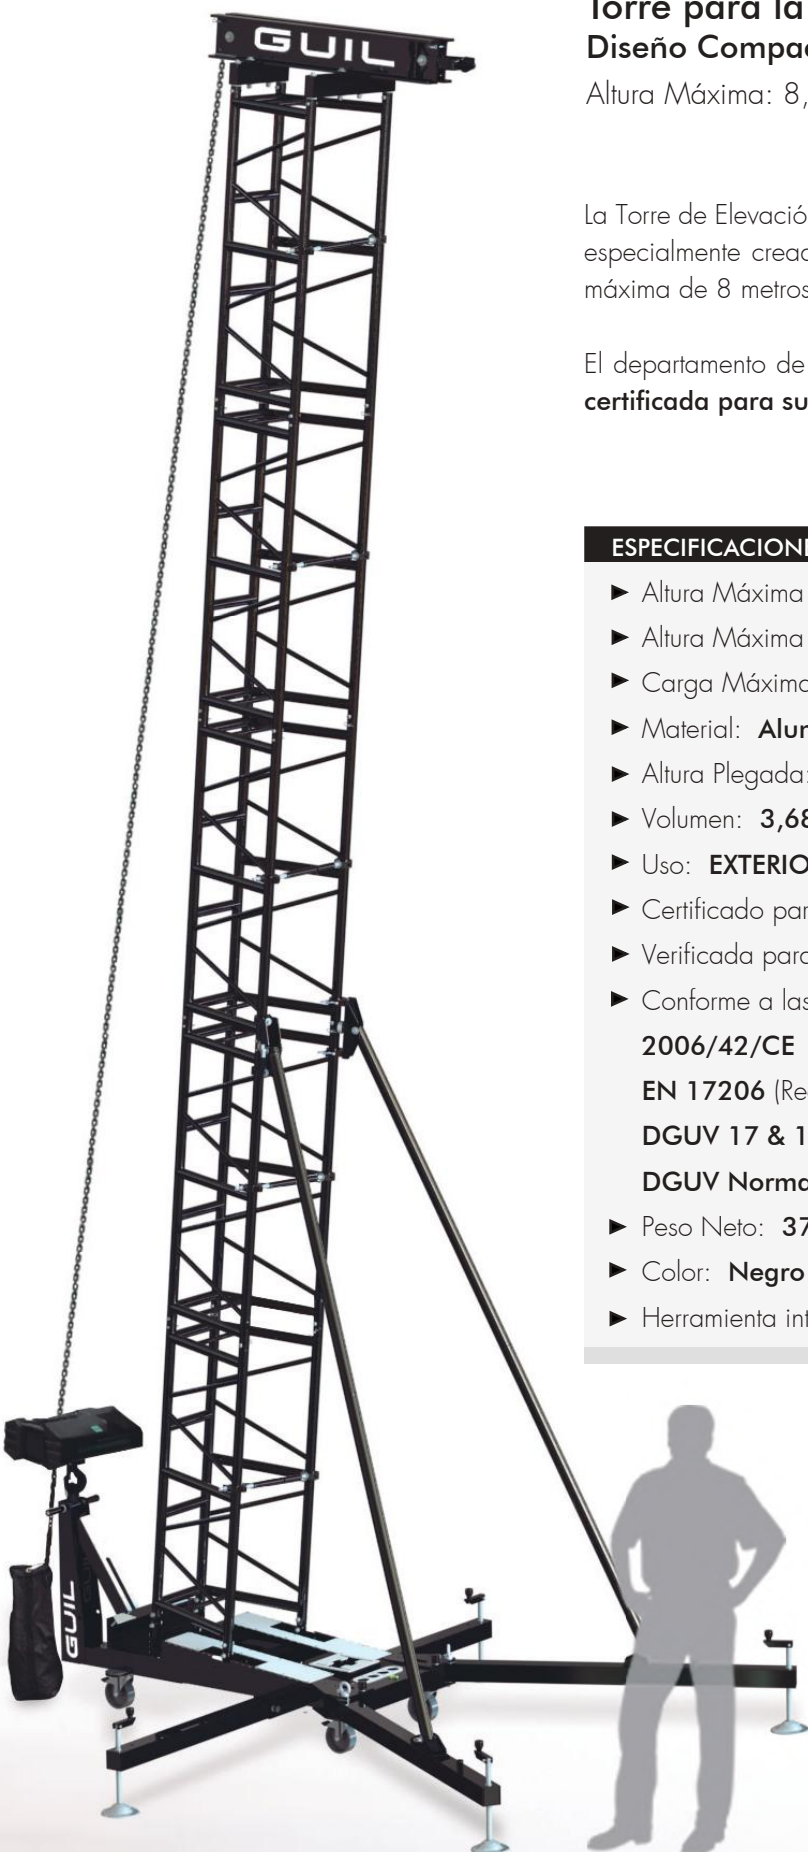 GUIL
Torre para la
Diseño Compac
Altura Máxima: 8,
La Torre de Elevació
especialmente cread
máxima de 8 metros
El departamento de
certificada para su
ESPECIFICACIONE
► Altura Máxima
► Altura Máxima
► Carga Máxima
► Material: Alum
► Altura Plegada:
► Volumen: 3,68
► Uso: EXTERIO
► Certificado par
► Verificada para
► Conforme a las
2006/42/CE
EN 17206 (Re
DGUV 17 & 1
DGUV Norma
► Peso Neto: 37
► Color: Negro
► Herramienta int
GUIL